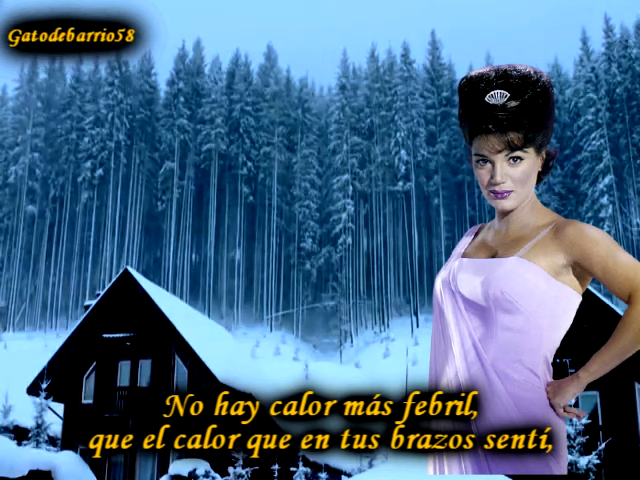 Gatodebarrio58
No hay calor más febril,
que el calor que en tus brazos sentí,